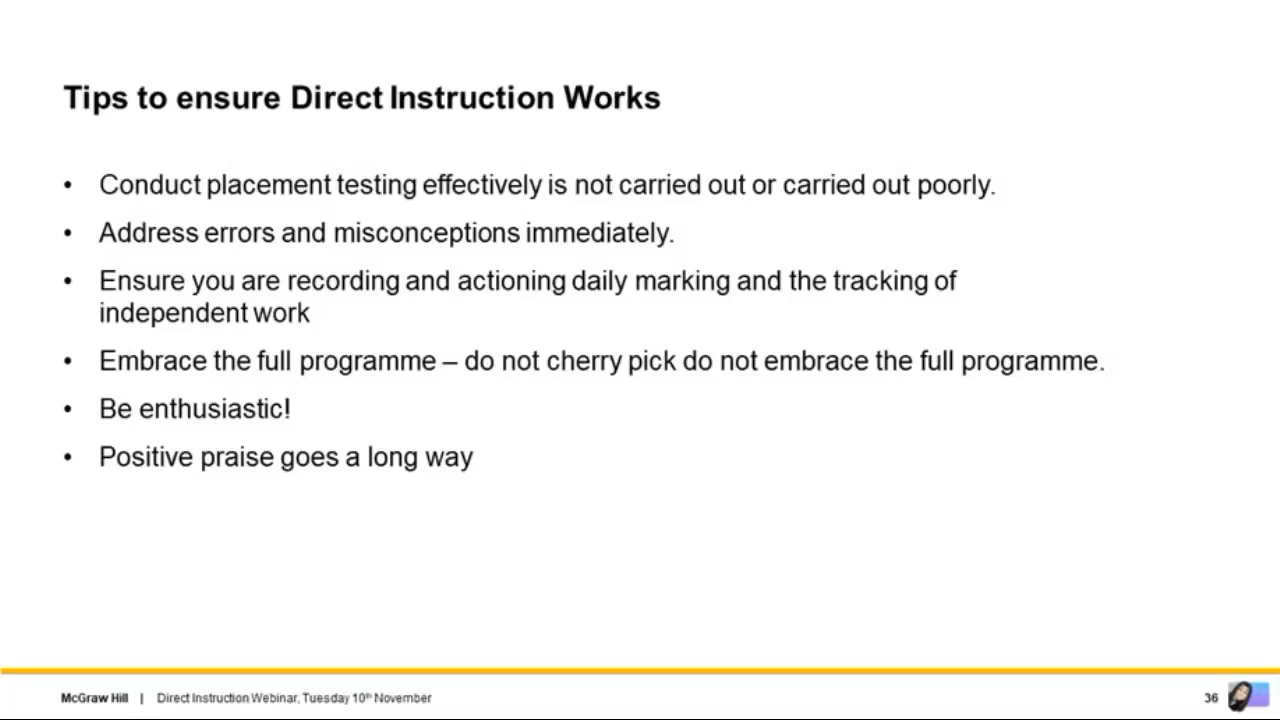 Tips to ensure Direct Instruction Works
• Conduct placement testing effectively is not carried out or carried out poorly.
• Address errors and misconceptions immediately.
• Ensure you are recording and actioning daily marking and the tracking of
independent work
• Embrace the full programme – do not cherry pick do not embrace the full programme.
• Be enthusiastic!
• Positive praise goes a long way
McGraw Hill | Direct Instruction Webinar, Tuesday 10th November 36